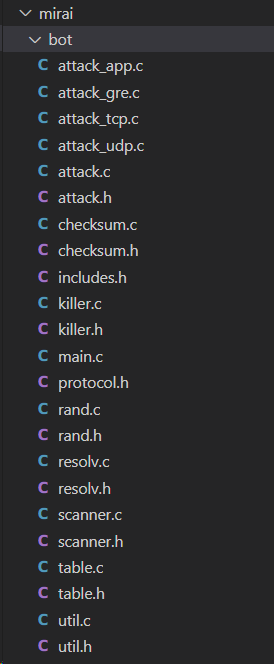 mirai
bot
C attack_app.c
C attack_gre.c
C attack_tcp.c
C attack_udp.c
C attack.c
C attack.h
C checksum.c
C checksum.h
C includes.h
C killer.c
C killer.h
C main.c
C protocol.h
C rand.c
C rand.h
C resolv.c
C resolv.h
C scanner.c
C scanner.h
C table.c
C table.h
C util.c
C util.h